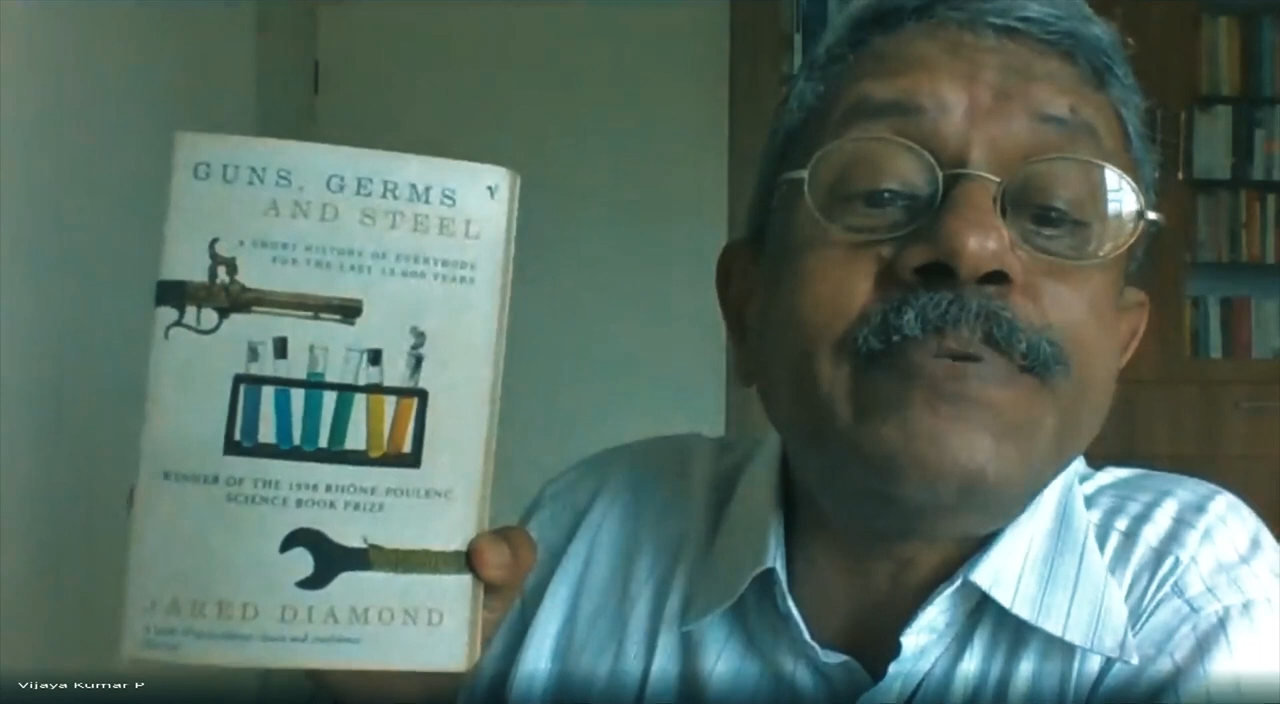 GUNS, GERMS
AND STEEL
A SHORT HISTORY OF EVERYBODY
FOR THE LAST 13,000 YEARS
WINNER OF THE 1998 RHÔNE-POULENC
SCIENCE BOOK PRIZE
JARED DIAMOND
Vijaya Kumar P